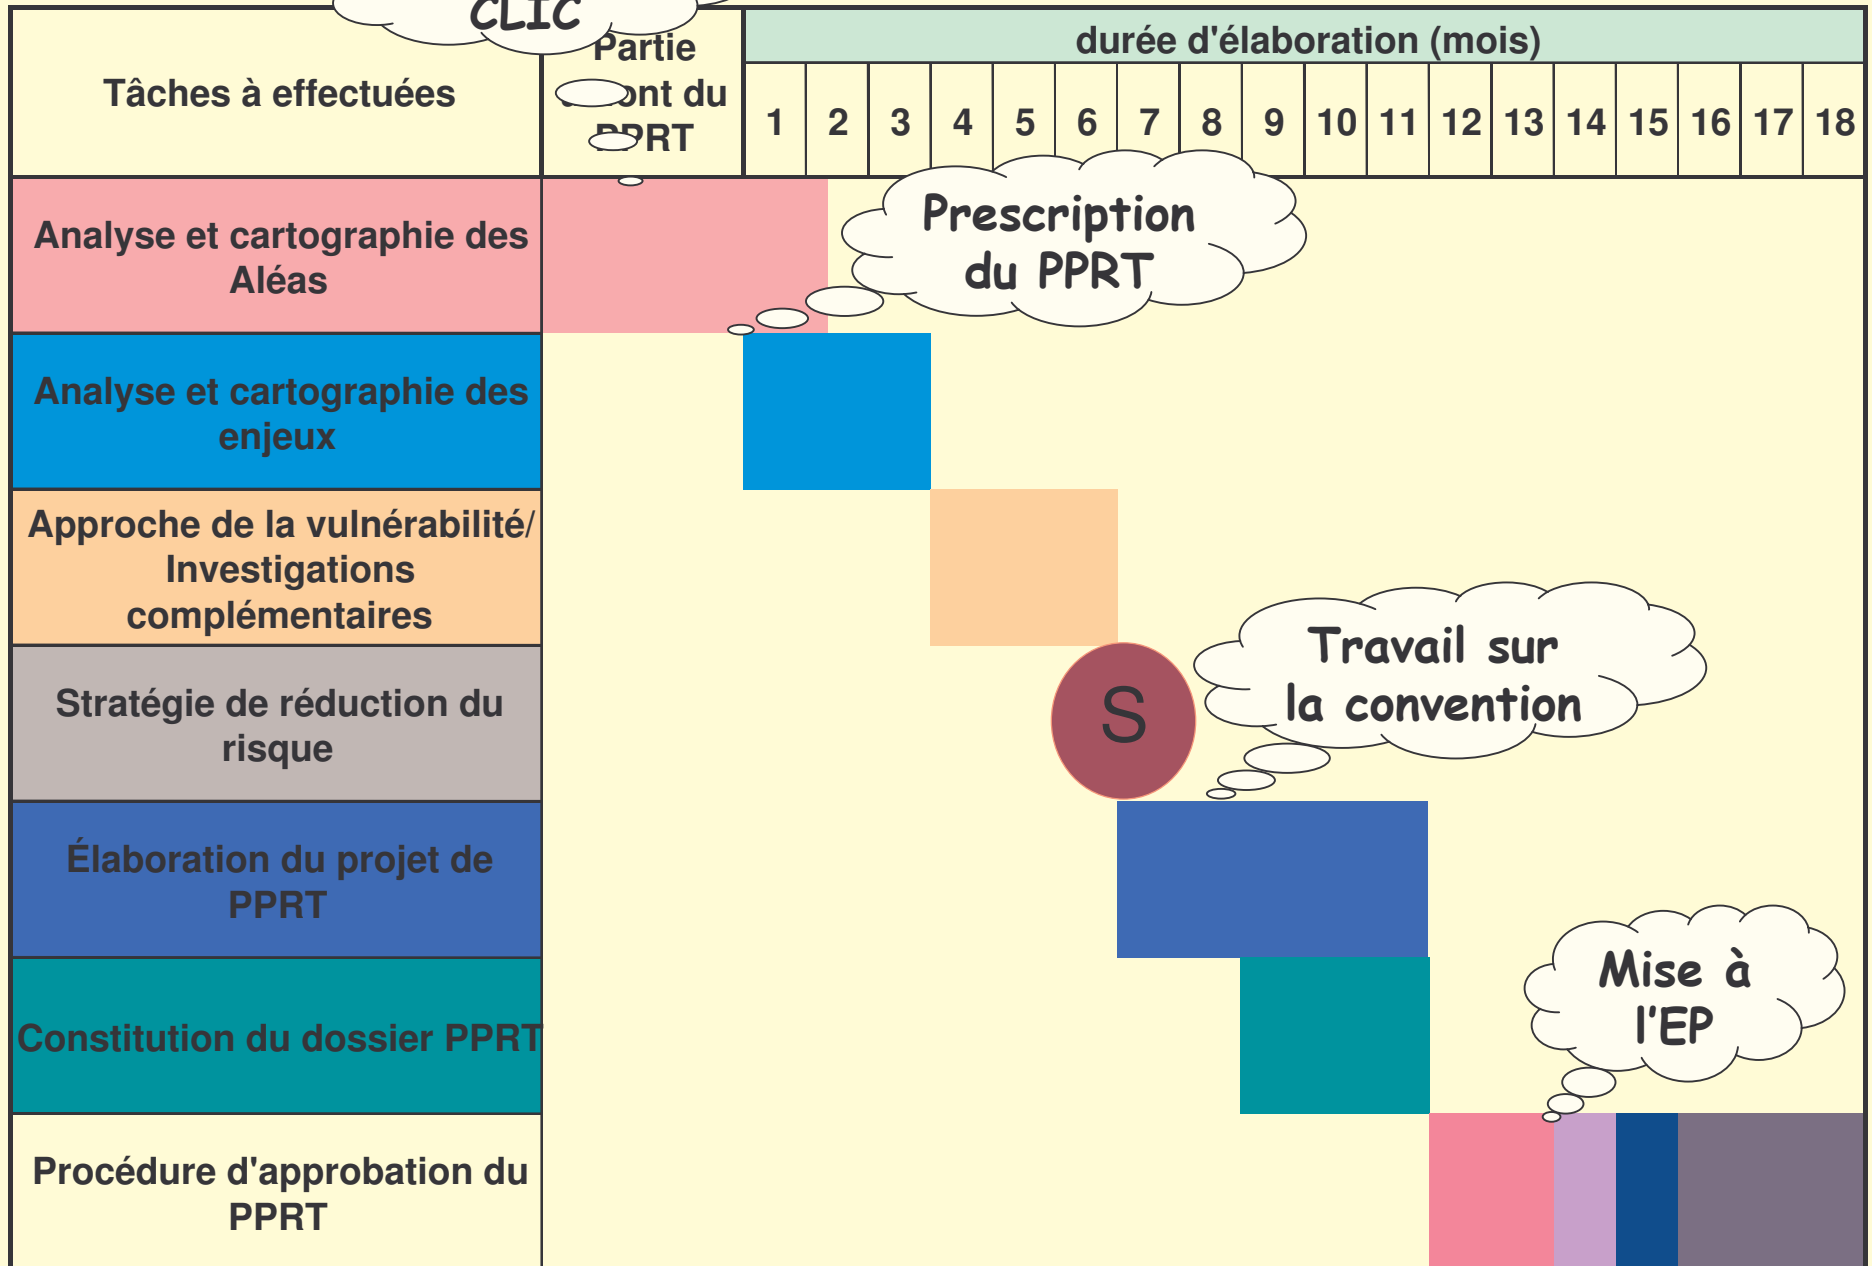 CLIC
Partie
durée d'élaboration (mois)
Tâches à effectuées
ont du
PPRT
1 2 3 4 5 6 7 8 9 10 11 12 13 14 15 16 17 18
Analyse et cartographie des
Aléas
Prescription
du PPRT
Analyse et cartographie des
enjeux
Approche de la vulnérabilité/
Investigations
complémentaires
Stratégie de réduction du
risque
S
Travail sur
la convention
Élaboration du projet de
PPRT
Constitution du dossier PPRT
Mise à
l'EP
Procédure d'approbation du
PPRT